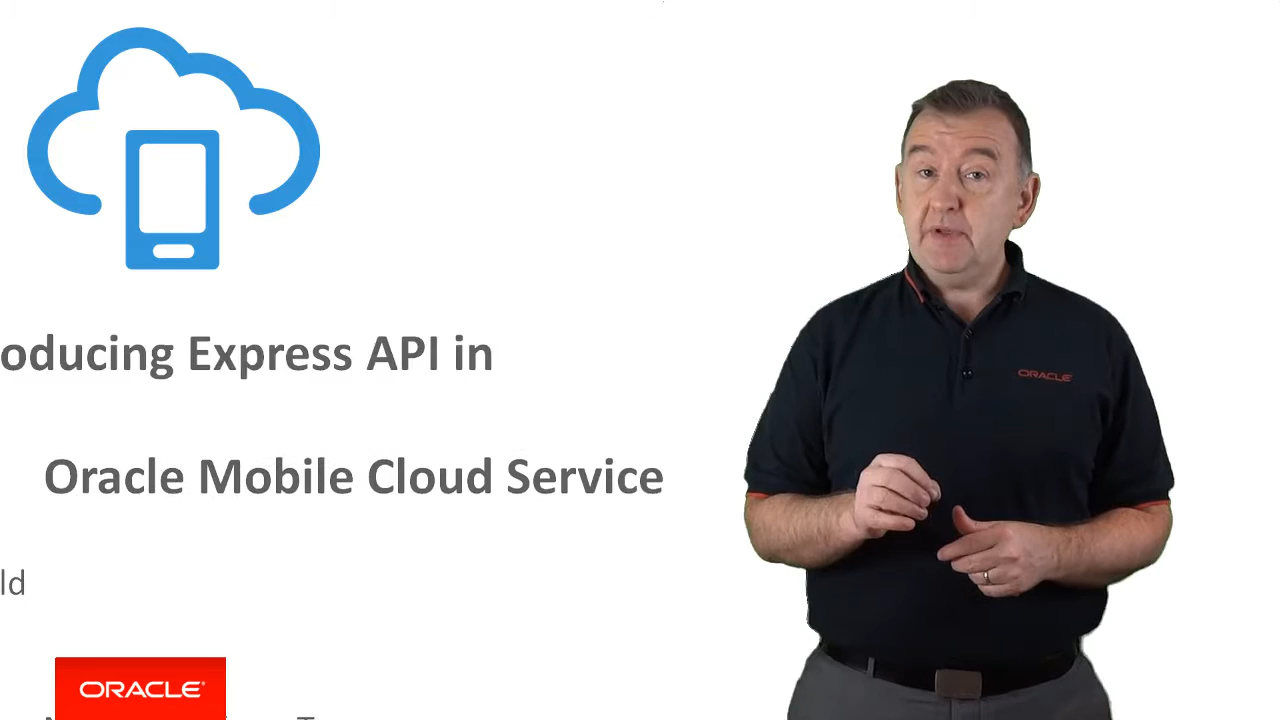 oducing Express API in
Oracle Mobile Cloud Service
ld
ORACLE
ORACLE